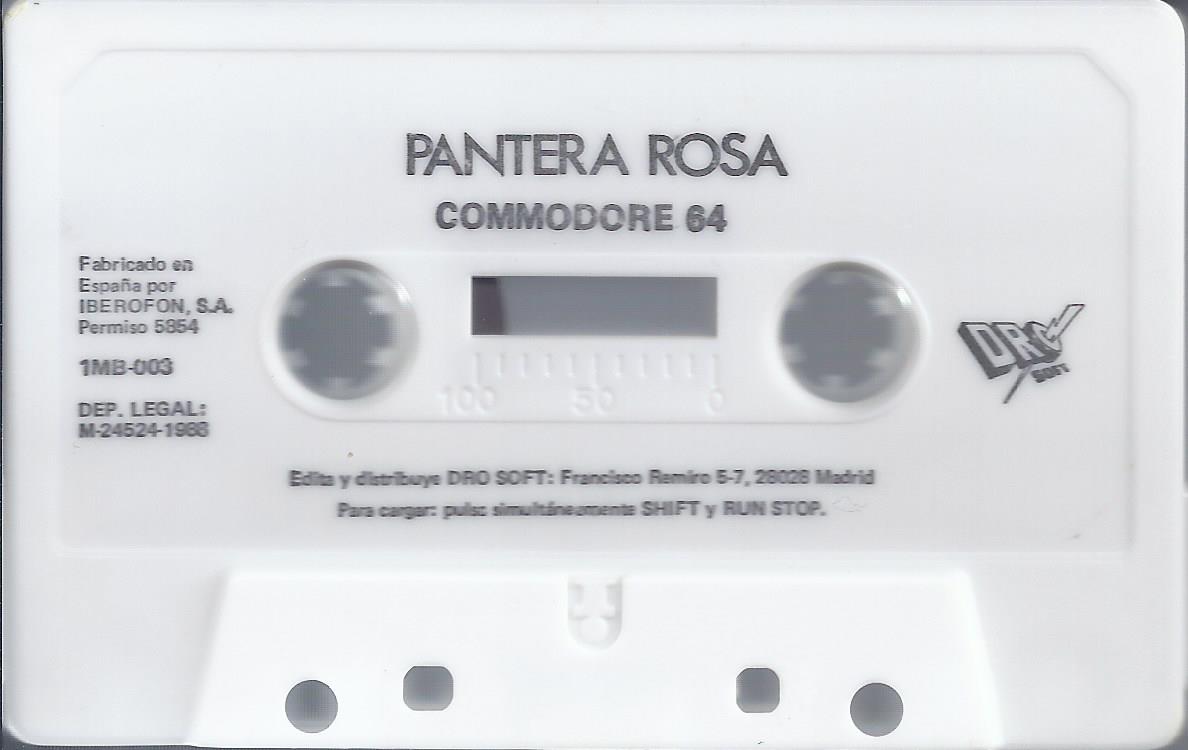 PANTERA ROSA
COMMODORE 64
Fabricado en
España por
IBEROFON, S.A.
Permiso 5854
1MB-003
DEP. LEGAL:
M-24524-1988
100 50 0
DRO
SOFT
Edita y distribuye DRO SOFT: Francisco Remiro 5-7, 28028 Madrid
Para cargar: pulse simultáneamente SHIFT y RUN STOP.